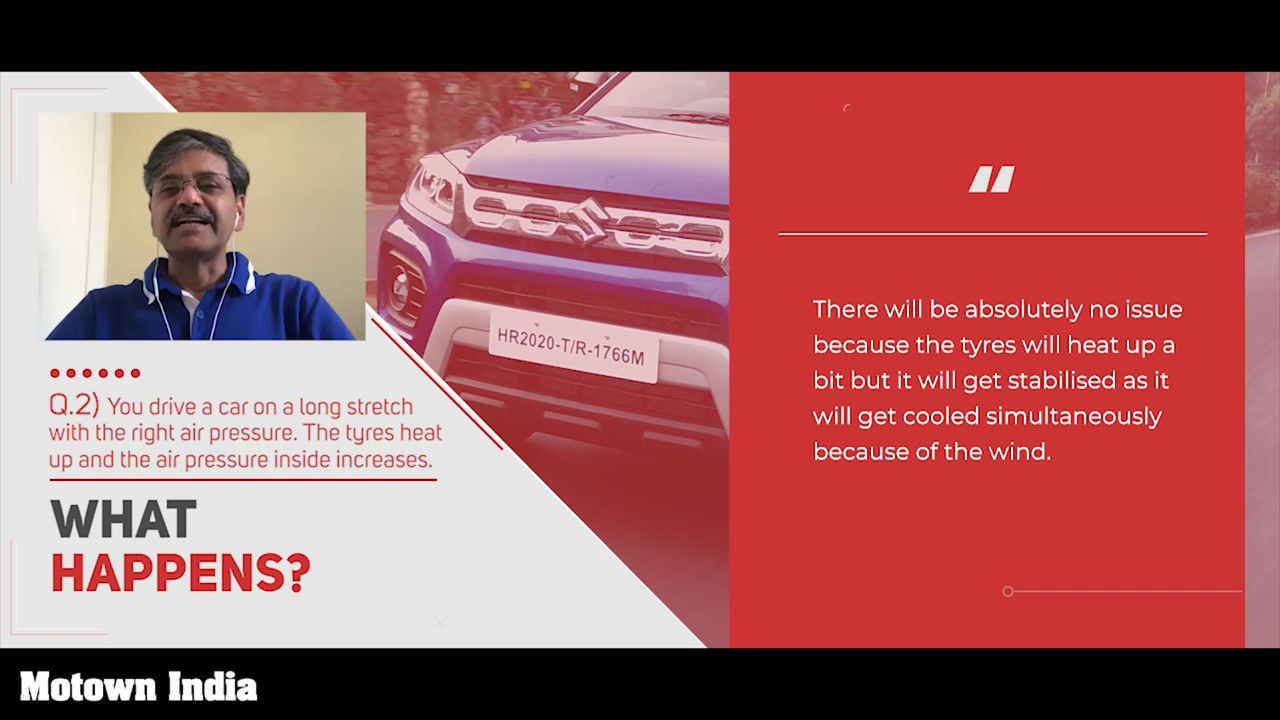 HR2020-T/R-1766M
Q.2) You drive a car on a long stretch
with the right air pressure. The tyres heat
up and the air pressure inside increases.
WHAT
HAPPENS?
“
There will be absolutely no issue
because the tyres will heat up a
bit but it will get stabilised as it
will get cooled simultaneously
because of the wind.
Motown India